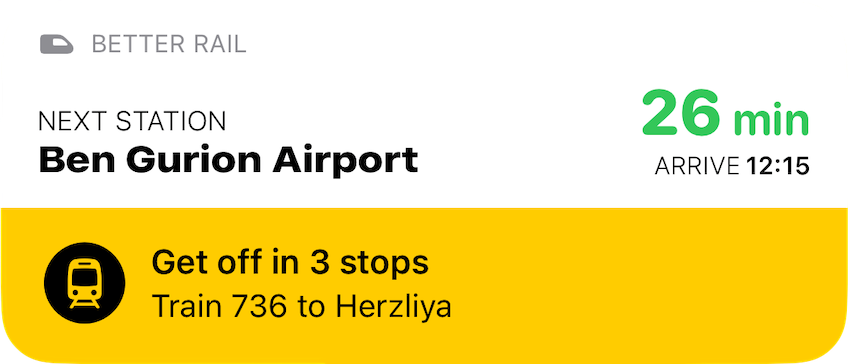 BETTER RAIL
NEXT STATION
Ben Gurion Airport
26 min
ARRIVE 12:15
Get off in 3 stops
Train 736 to Herzliya